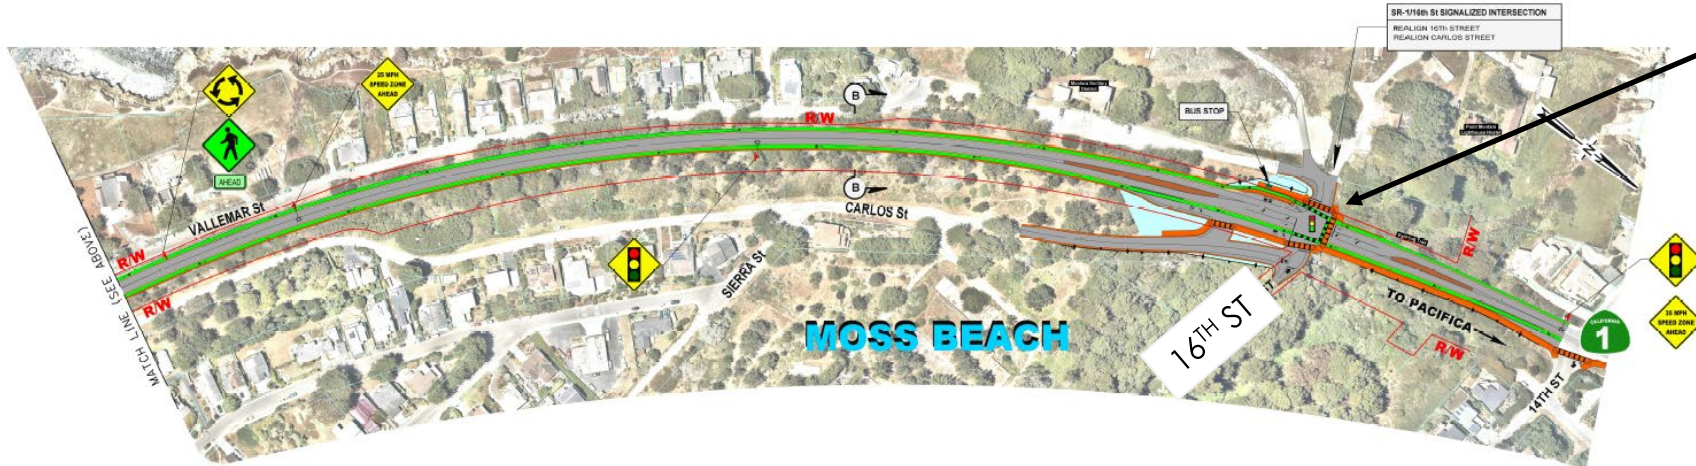 SR-1/16th St SIGNALIZED INTERSECTION
REALIGN 16Th STREET
REALIGN CARLOS STREET
25 MPH
SPEED ZONE
AHEAD
AHEAD
B
R/W
BUS STOP
N
VALLEMAR St
R/W
R/W
MATCH LINE (SEE ABOVE)
B
CARLOS St
SIERRA St
MOSS BEACH
16TH ST
R/W
TO PACIFICA
R/W
CALIFORNIA
1
14TH ST
35 MPH
SPEED ZONE
AHEAD